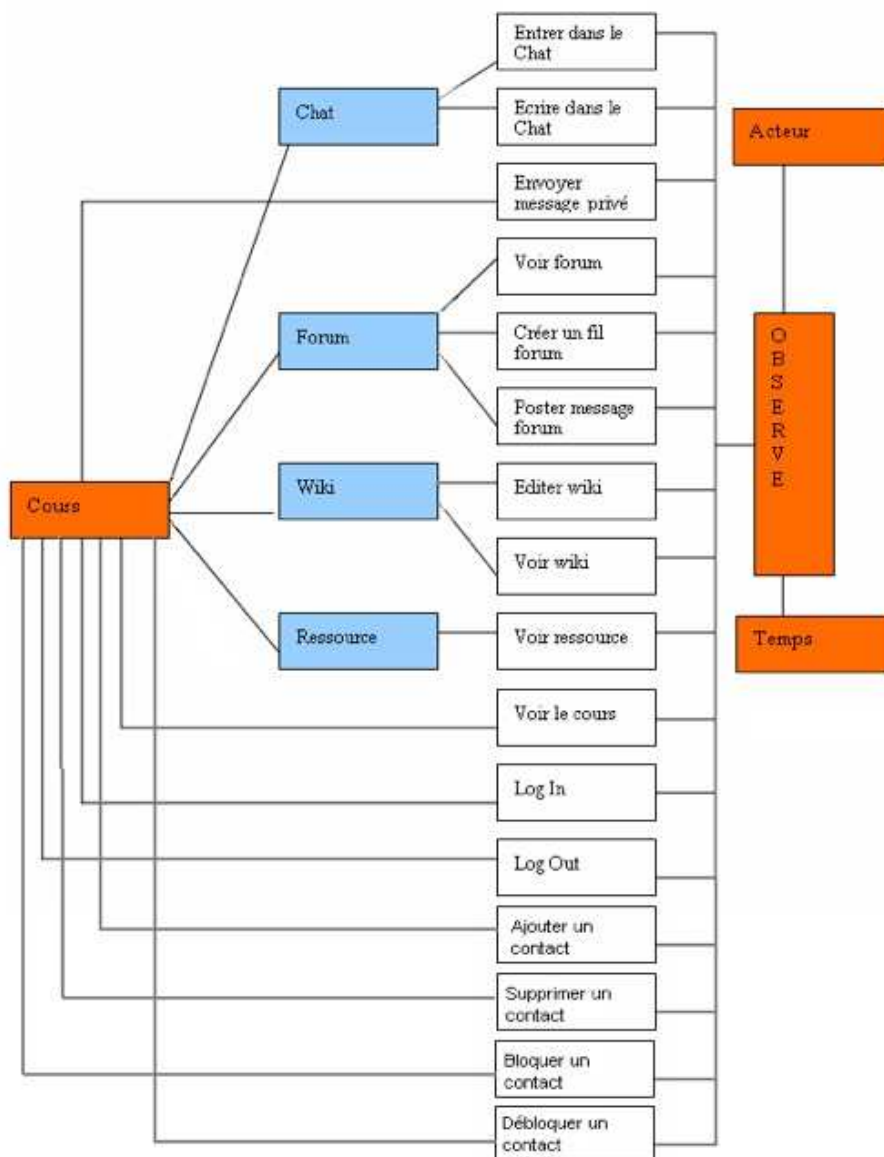 Entrer dans le
Chat
Chat
Ecrire dans le
Chat
Acteur
Envoyer
message privé
Voir forum
Forum
Créer un fil
forum
O
B
S
E
R
V
E
Poster message
forum
Cours
Wiki
Editer wiki
Voir wiki
Ressource
Voir ressource
Temps
Voir le cours
Log In
Log Out
Ajouter un
contact
Supprimer un
contact
Bloquer un
contact
Débloquer un
contact